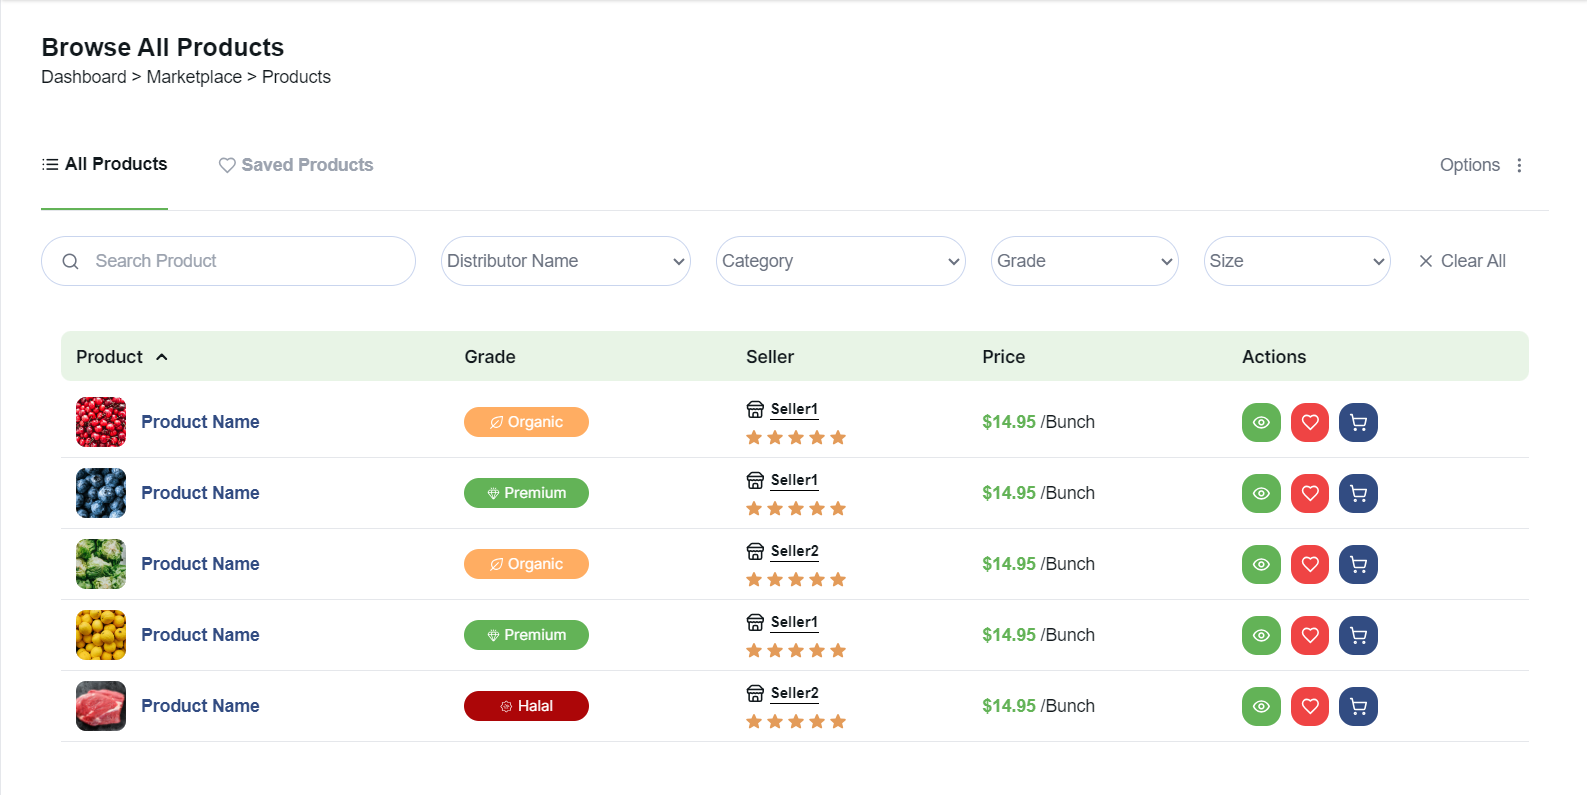 Browse All Products
Dashboard > Marketplace > Products
All Products
Saved Products
Options
Search Product
Distributor Name
Category
Grade
Size
Clear All
Product
Grade
Seller
Price
Actions
Product Name
Organic
Seller1
$14.95 /Bunch
Product Name
Premium
Seller1
$14.95 /Bunch
Product Name
Organic
Seller2
$14.95 /Bunch
Product Name
Premium
Seller1
$14.95 /Bunch
Product Name
Halal
Seller2
$14.95 /Bunch